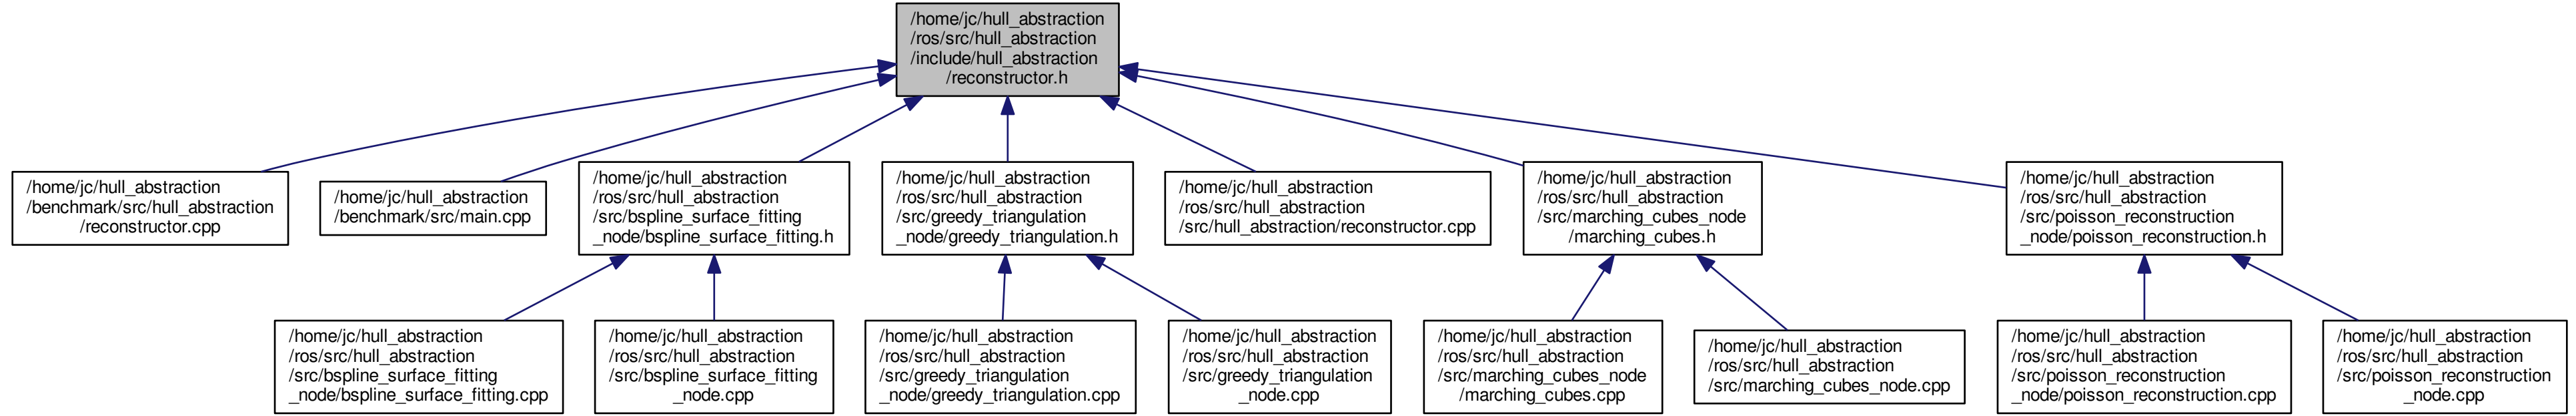 /home/jc/hull_abstraction
/ros/src/hull_abstraction
/include/hull_abstraction
/reconstructor.h
/home/jc/hull_abstraction
/benchmark/src/hull_abstraction
/reconstructor.cpp
/home/jc/hull_abstraction
/benchmark/src/main.cpp
/home/jc/hull_abstraction
/ros/src/hull_abstraction
/src/bspline_surface_fitting
_node/bspline_surface_fitting.h
/home/jc/hull_abstraction
/ros/src/hull_abstraction
/src/greedy_triangulation
_node/greedy_triangulation.h
/home/jc/hull_abstraction
/ros/src/hull_abstraction
/src/hull_abstraction/reconstructor.cpp
/home/jc/hull_abstraction
/ros/src/hull_abstraction
/src/marching_cubes_node
/marching_cubes.h
/home/jc/hull_abstraction
/ros/src/hull_abstraction
/src/poisson_reconstruction
_node/poisson_reconstruction.h
/home/jc/hull_abstraction
/ros/src/hull_abstraction
/src/bspline_surface_fitting
_node/bspline_surface_fitting.cpp
/home/jc/hull_abstraction
/ros/src/hull_abstraction
/src/bspline_surface_fitting
_node.cpp
/home/jc/hull_abstraction
/ros/src/hull_abstraction
/src/greedy_triangulation
_node/greedy_triangulation.cpp
/home/jc/hull_abstraction
/ros/src/hull_abstraction
/src/greedy_triangulation
_node.cpp
/home/jc/hull_abstraction
/ros/src/hull_abstraction
/src/marching_cubes_node
/marching_cubes.cpp
/home/jc/hull_abstraction
/ros/src/hull_abstraction
/src/marching_cubes_node.cpp
/home/jc/hull_abstraction
/ros/src/hull_abstraction
/src/poisson_reconstruction
_node/poisson_reconstruction.cpp
/home/jc/hull_abstraction
/ros/src/hull_abstraction
/src/poisson_reconstruction
_node.cpp